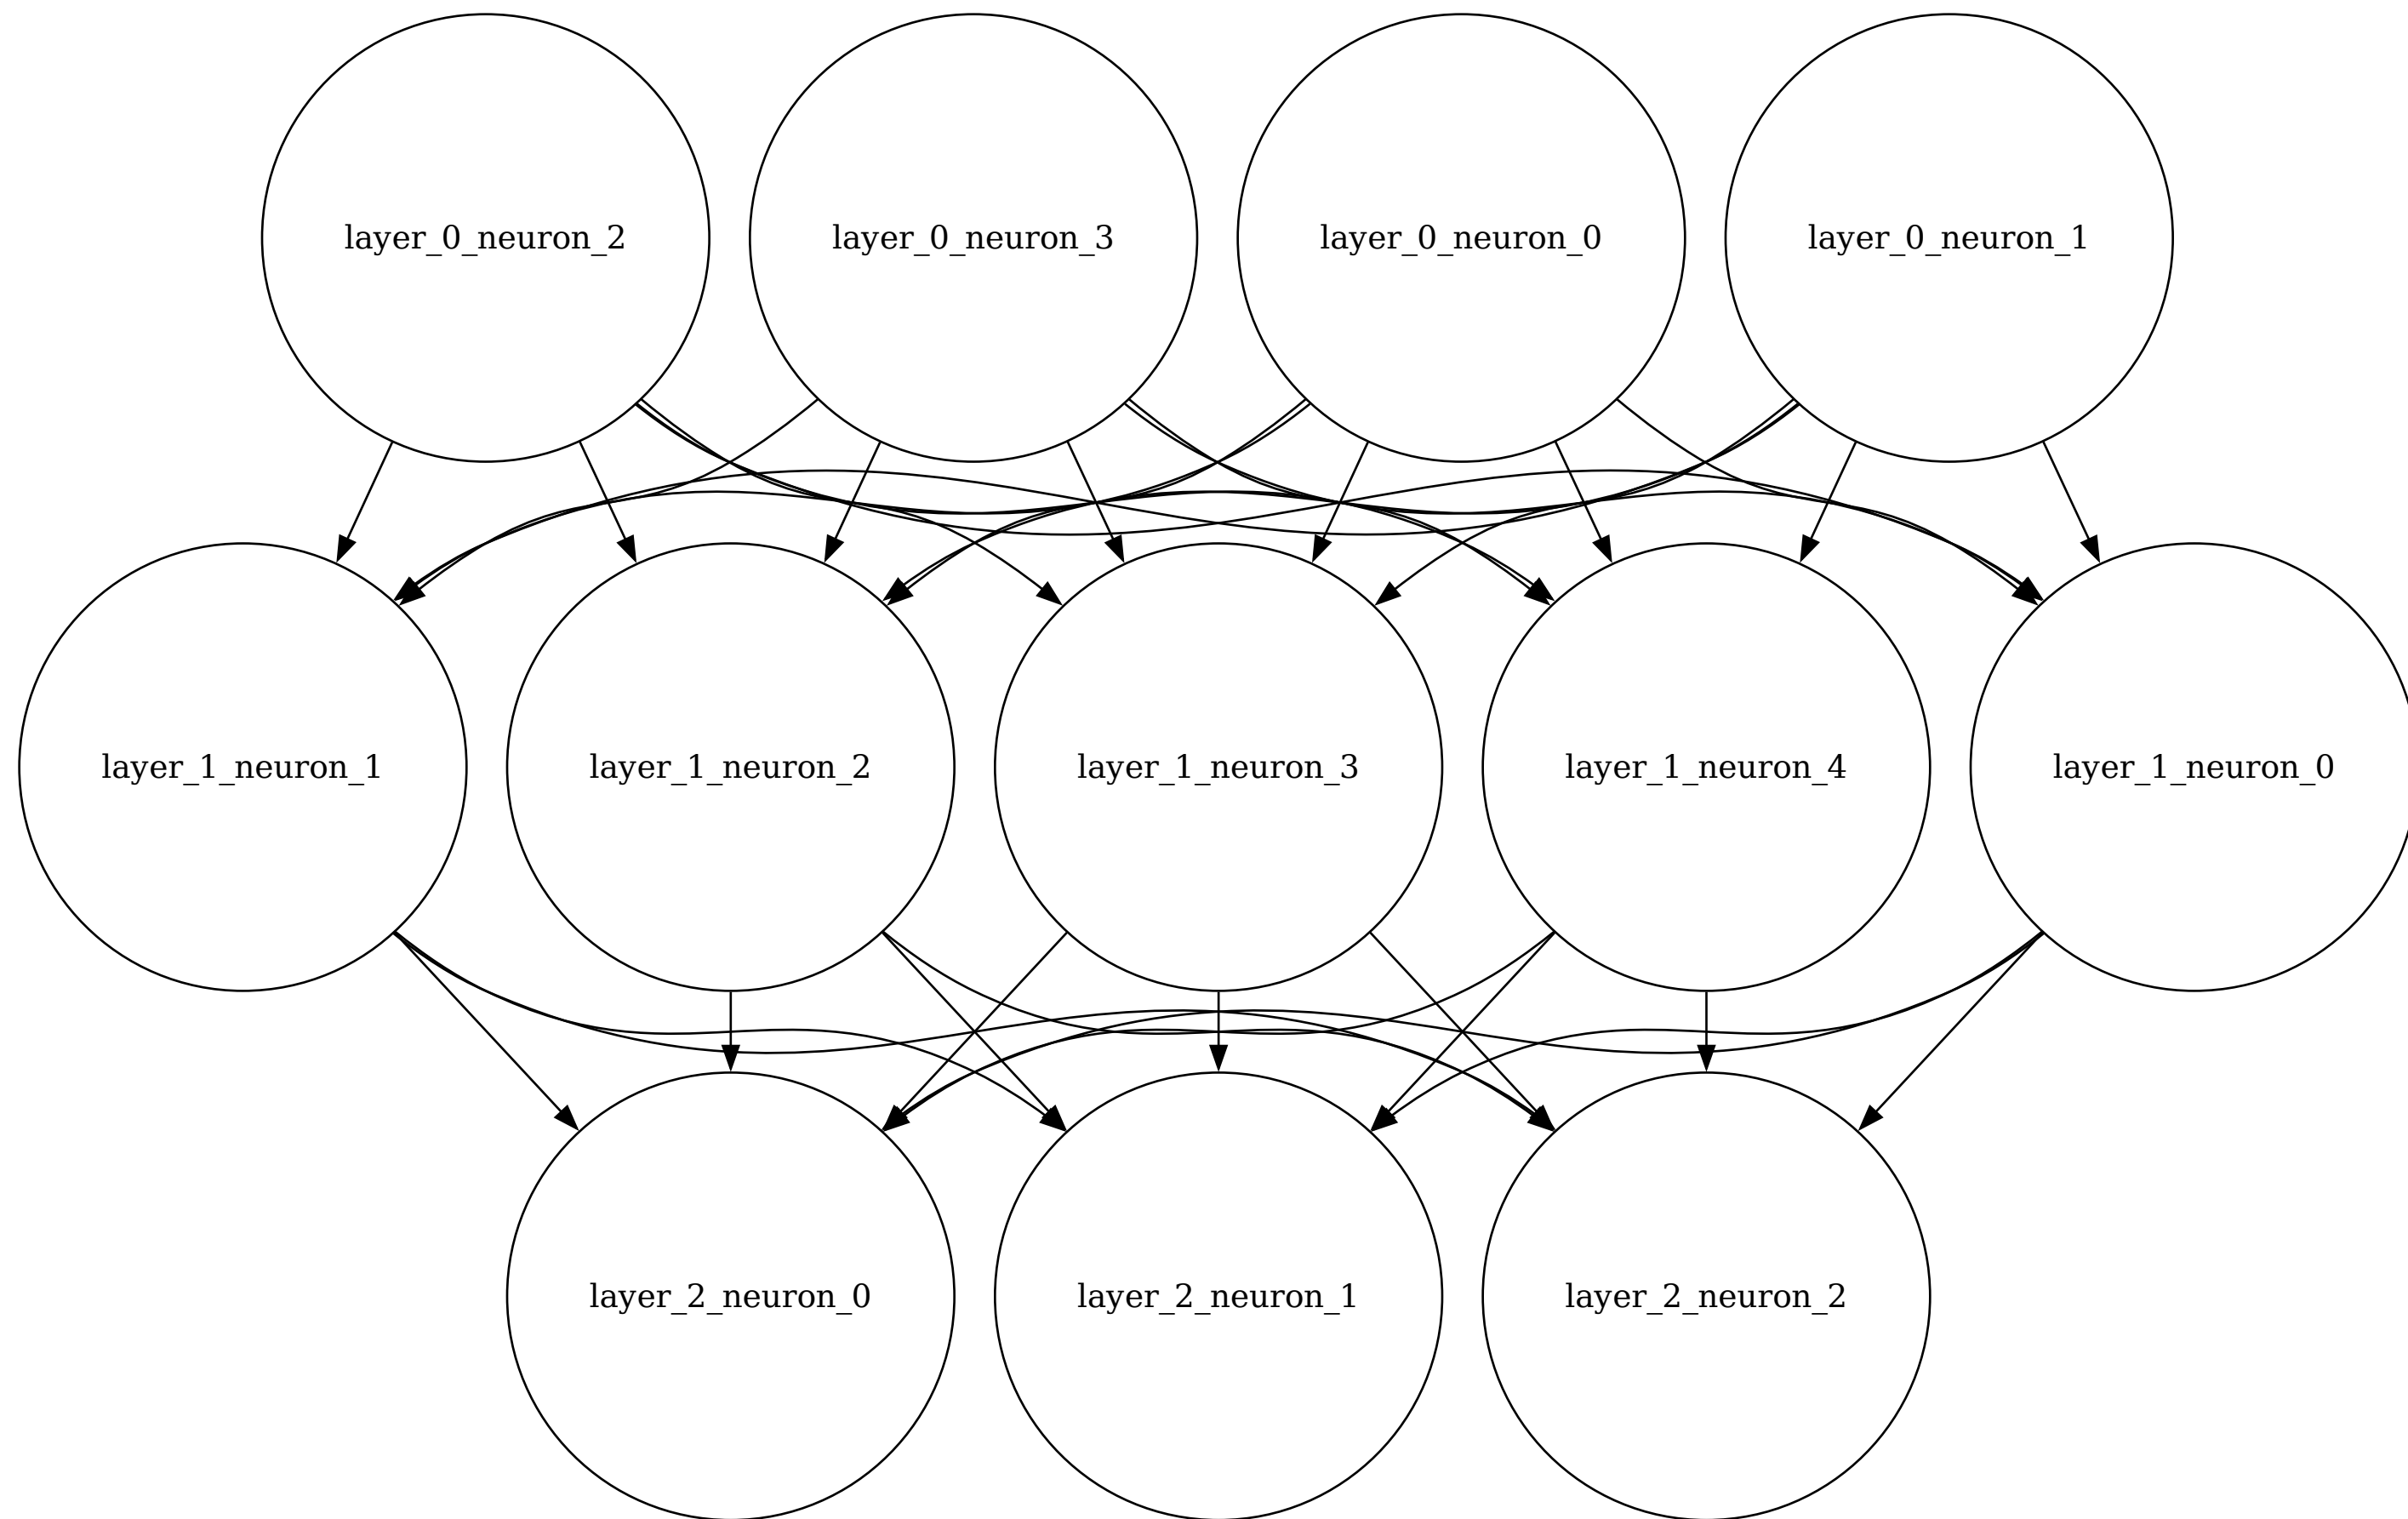 layer_0_neuron_2
layer_0_neuron_3
layer_0_neuron_0
layer_0_neuron_1
layer_1_neuron_1
layer_1_neuron_2
layer_1_neuron_3
layer_1_neuron_4
layer_1_neuron_0
layer_2_neuron_0
layer_2_neuron_1
layer_2_neuron_2